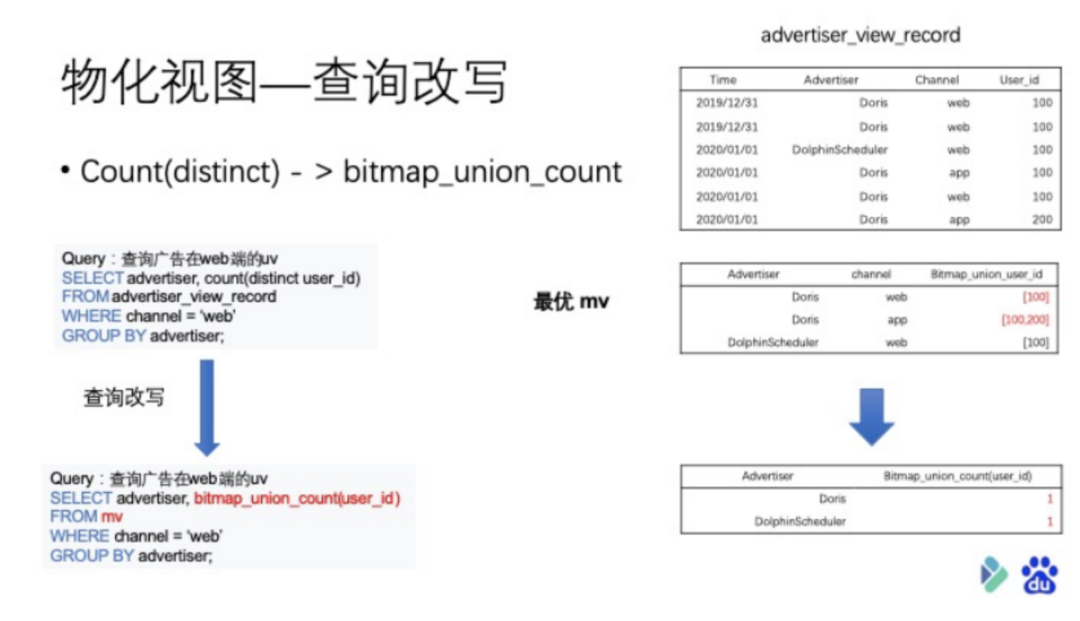 物化视图—查询改写
• Count(distinct) - > bitmap_union_count
Query：查询广告在web端的uv
SELECT advertiser, count(distinct user_id)
FROM advertiser_view_record
WHERE channel = ‘web’
GROUP BY advertiser;
查询改写
Query：查询广告在web端的uv
SELECT advertiser, bitmap_union_count(user_id)
FROM mv
WHERE channel = ‘web’
GROUP BY advertiser;
最优 mv
advertiser_view_record
Time Advertiser Channel User_id
2019/12/31 Doris web 100
2019/12/31 Doris web 100
2020/01/01 DolphinScheduler web 100
2020/01/01 Doris app 100
2020/01/01 Doris web 100
2020/01/01 Doris app 200
Advertiser channel Bitmap_union_user_id
Doris web [100]
Doris app [100,200]
DolphinScheduler web [100]
Advertiser Bitmap_union_count(user_id)
Doris 1
DolphinScheduler 1
du